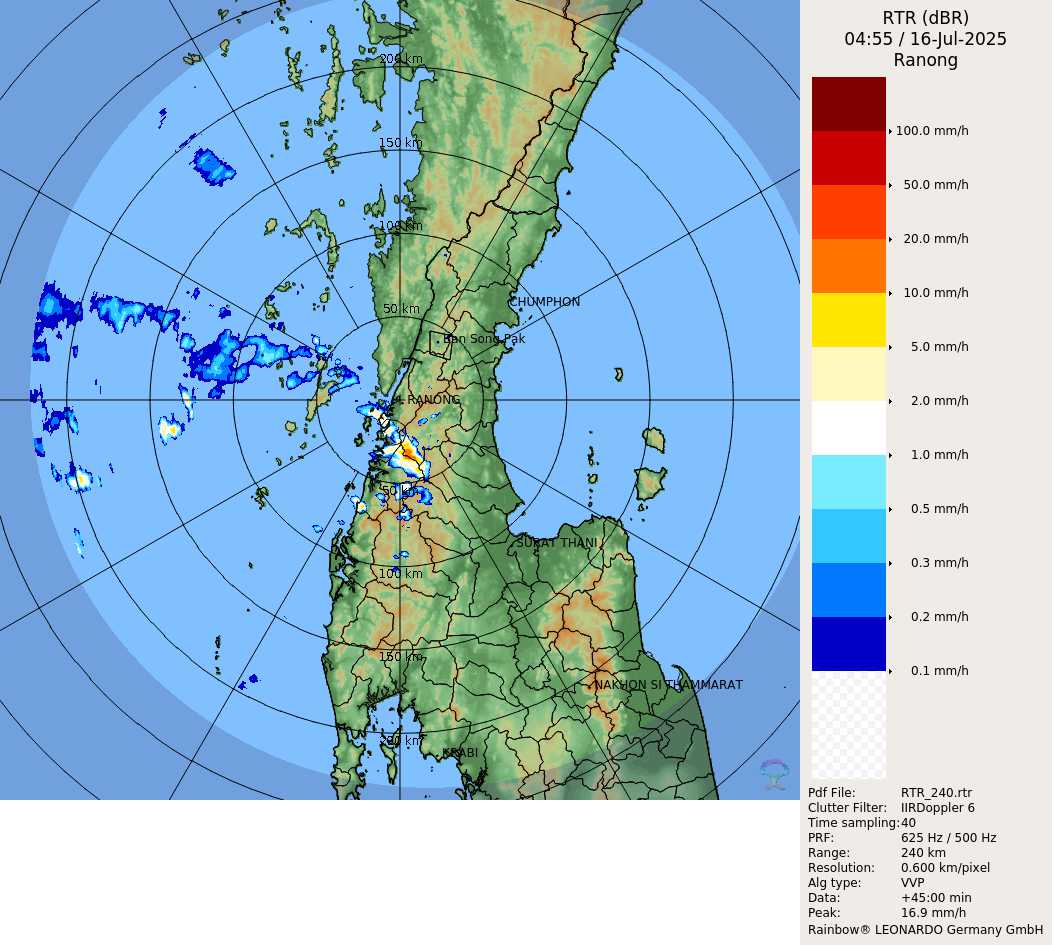 RTR (dBR)
04:55 / 16-Jul-2025
Ranong
200 km
150 km
100 km
50 km
CHUMPHON
Ban Song Pak
RANONG
50 km
SURAT THANI
100 km
150 km
NAKHON SI THAMMARAT
200 km
KRABI
100.0 mm/h
50.0 mm/h
20.0 mm/h
10.0 mm/h
5.0 mm/h
2.0 mm/h
1.0 mm/h
0.5 mm/h
0.3 mm/h
0.2 mm/h
0.1 mm/h
Pdf File: RTR_240.rtr
Clutter Filter: IIRDoppler 6
Time sampling:40
PRF: 625 Hz / 500 Hz
Range: 240 km
Resolution: 0.600 km/pixel
Alg type: VVP
Data: +45:00 min
Peak: 16.9 mm/h
Rainbow® LEONARDO Germany GmbH